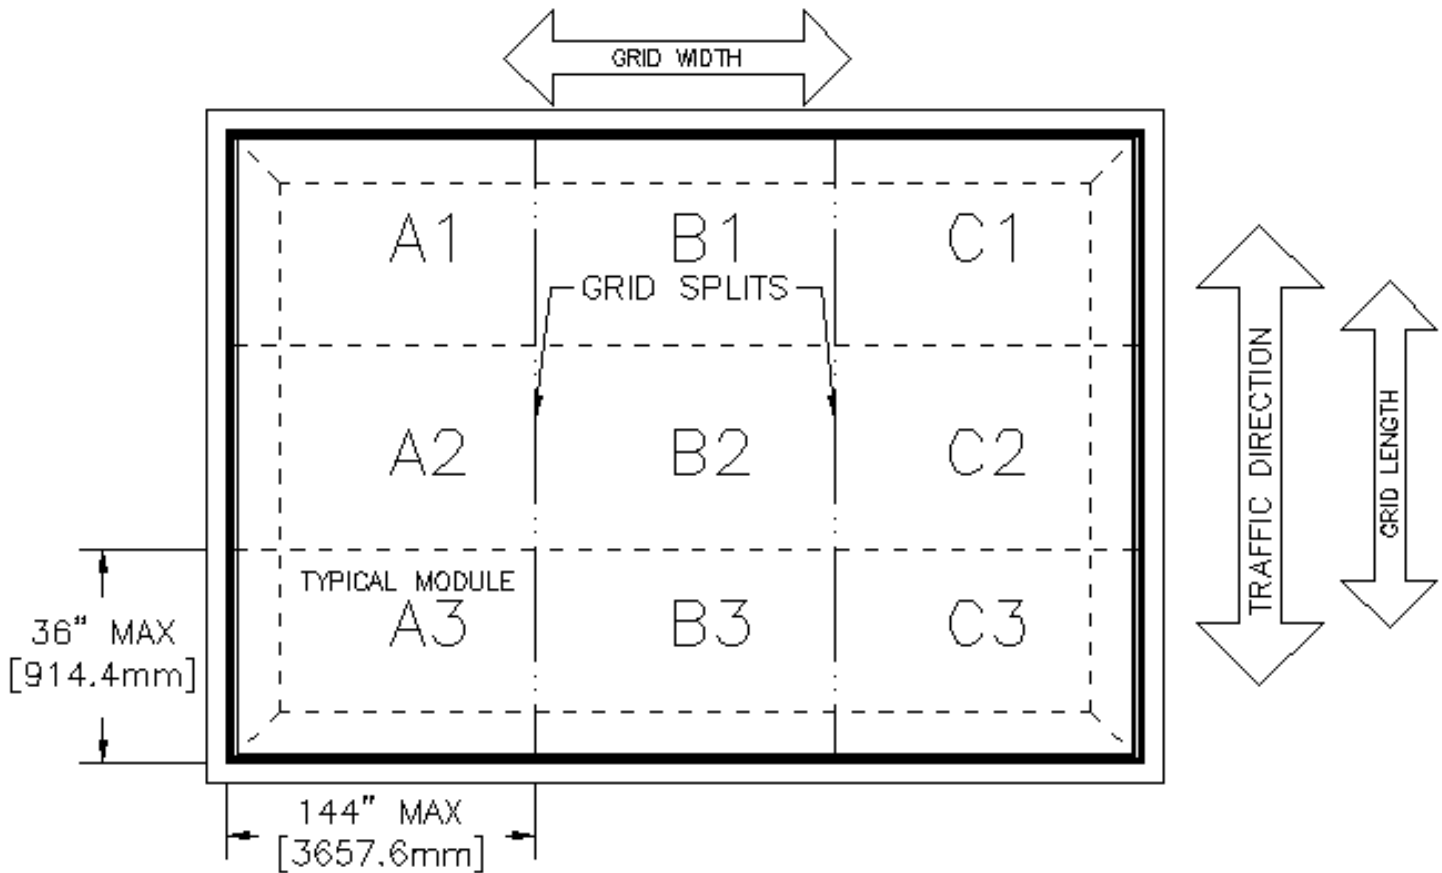 GRID WIDTH
A1 B1 C1
GRID SPLITS
TRAFFIC DIRECTION
GRID LENGTH
A2 B2 C2
TYPICAL MODULE
A3 B3 C3
36" MAX
[914.4mm]
144" MAX
[3657.6mm]